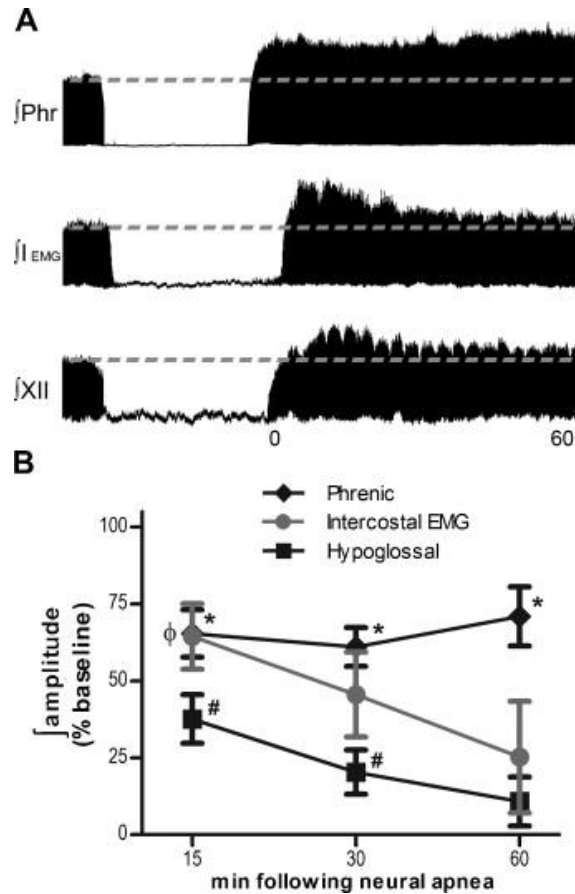 A
∫Phr
∫I EMG
∫XII
0 60
B
Phrenic
Intercostal EMG
Hypoglossal
100
75
50
25
0
∫amplitude
(% baseline)
ϕ * * *
# #
15 30 60
min following neural apnea